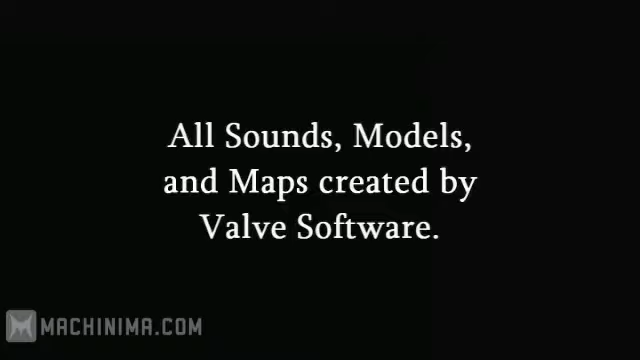 All Sounds, Models,
and Maps created by
Valve Software.
MACHINIMA.COM